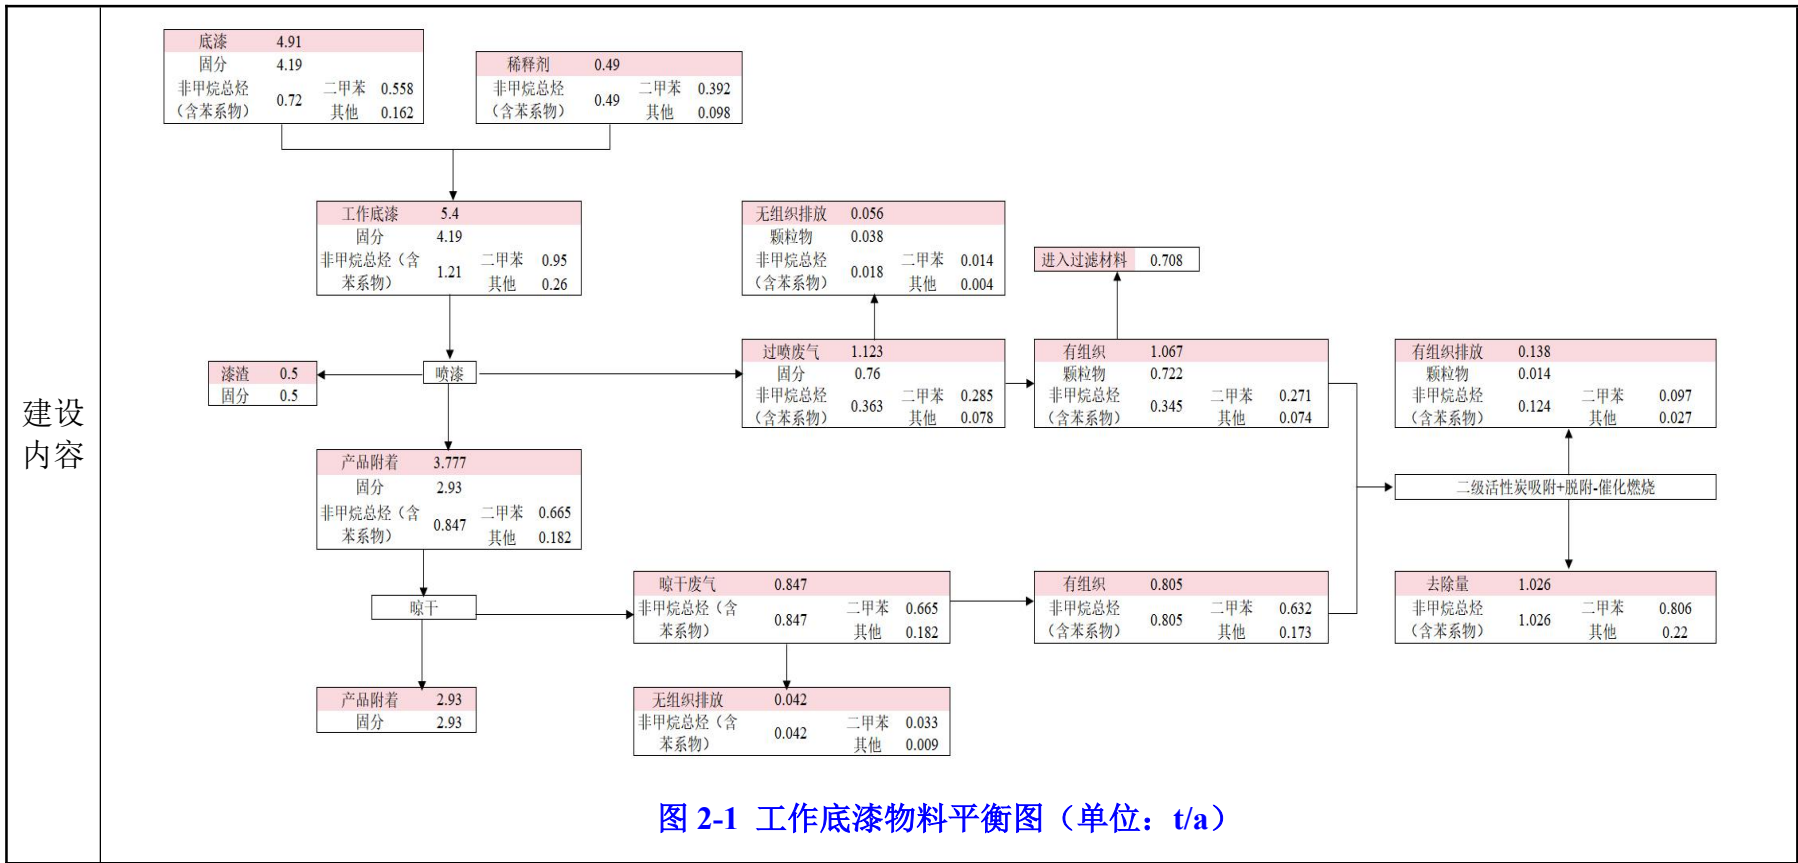 建设
内容
底漆 4.91
固分 4.19
非甲烷总烃
（含苯系物） 0.72 二甲苯 0.558
其他 0.162
稀释剂 0.49
非甲烷总烃
（含苯系物） 0.49 二甲苯 0.392
其他 0.098
工作底漆 5.4
固分 4.19
非甲烷总烃（含
苯系物） 1.21 二甲苯 0.95
其他 0.26
无组织排放 0.056
颗粒物 0.038
非甲烷总烃
（含苯系物） 0.018 二甲苯 0.014
其他 0.004
进入过滤材料 0.708
漆渣 0.5
固分 0.5
喷漆
过喷废气 1.123
固分 0.76
非甲烷总烃
（含苯系物） 0.363 二甲苯 0.285
其他 0.078
有组织 1.067
颗粒物 0.722
非甲烷总烃
（含苯系物） 0.345 二甲苯 0.271
其他 0.074
有组织排放 0.138
颗粒物 0.014
非甲烷总烃
（含苯系物） 0.124 二甲苯 0.097
其他 0.027
产品附着 3.777
固分 2.93
非甲烷总烃（含
苯系物） 0.847 二甲苯 0.665
其他 0.182
二级活性炭吸附+脱附-催化燃烧
晾干
晾干废气 0.847
非甲烷总烃（含
苯系物） 0.847 二甲苯 0.665
其他 0.182
有组织 0.805
非甲烷总烃
（含苯系物） 0.805 二甲苯 0.632
其他 0.173
去除量 1.026
非甲烷总烃
（含苯系物） 1.026 二甲苯 0.806
其他 0.22
产品附着 2.93
固分 2.93
无组织排放 0.042
非甲烷总烃（含
苯系物） 0.042 二甲苯 0.033
其他 0.009
图 2-1 工作底漆物料平衡图（单位：t/a）